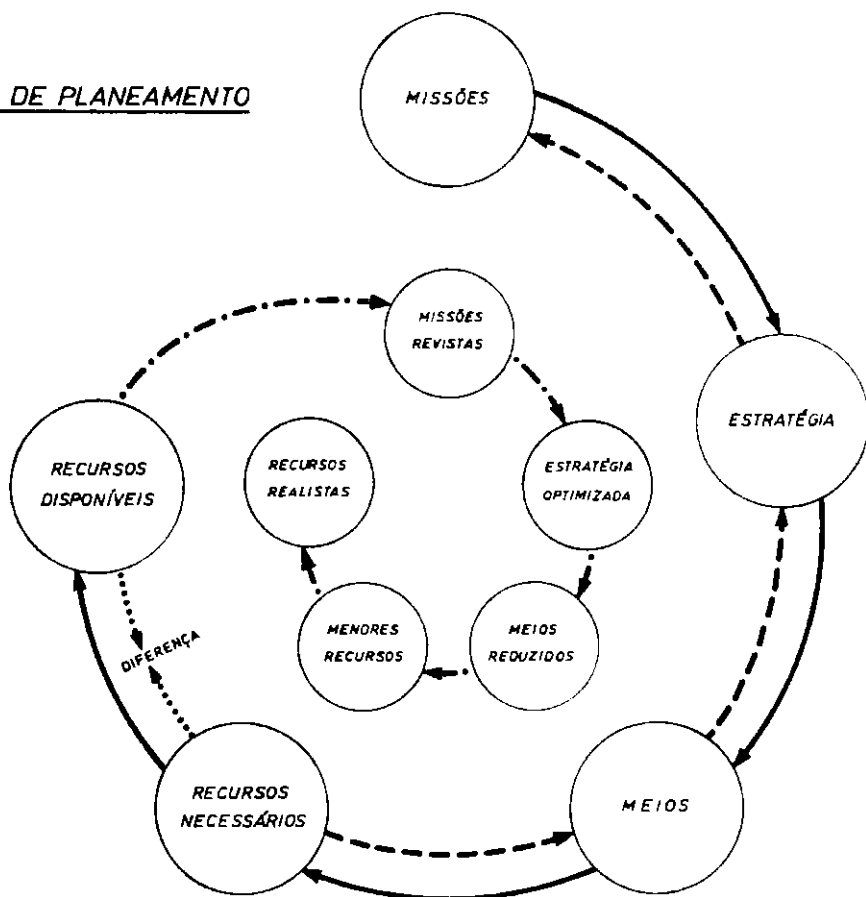 DE PLANEAMENTO
MISSÕES
ESTRATÉGIA
MEIOS
RECURSOS
NECESSÁRIOS
DIFERENÇA
RECURSOS
DISPONÍVEIS
MISSÕES
REVISTAS
ESTRATÉGIA
OPTIMIZADA
MEIOS
REDUZIDOS
MENORES
RECURSOS
RECURSOS
REALISTAS